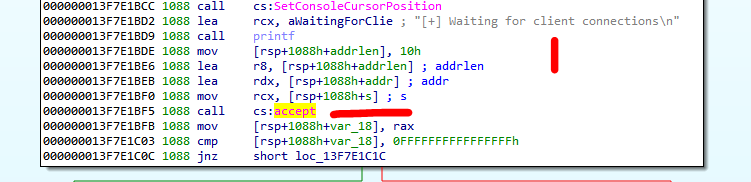 000000013F7E1BCC 1088 call    cs:SetConsoleCursorPosition
000000013F7E1BD2 1088 lea     rcx, aWaitingForClie ; "[+] Waiting for client connections\n"
000000013F7E1BD9 1088 call    printf
000000013F7E1BDE 1088 mov     [rsp+1088h+addrlen], 10h
000000013F7E1BE6 1088 lea     r8, [rsp+1088h+addrlen] ; addrlen
000000013F7E1BEB 1088 lea     rdx, [rsp+1088h+addr] ; addr
000000013F7E1BF0 1088 mov     rcx, [rsp+1088h+s] ; s
000000013F7E1BF5 1088 call    cs:accept
000000013F7E1BFB 1088 mov     [rsp+1088h+var_18], rax
000000013F7E1C03 1088 cmp     [rsp+1088h+var_18], 0FFFFFFFFFFFFFFFFh
000000013F7E1C0C 1088 jnz     short loc_13F7E1C1C